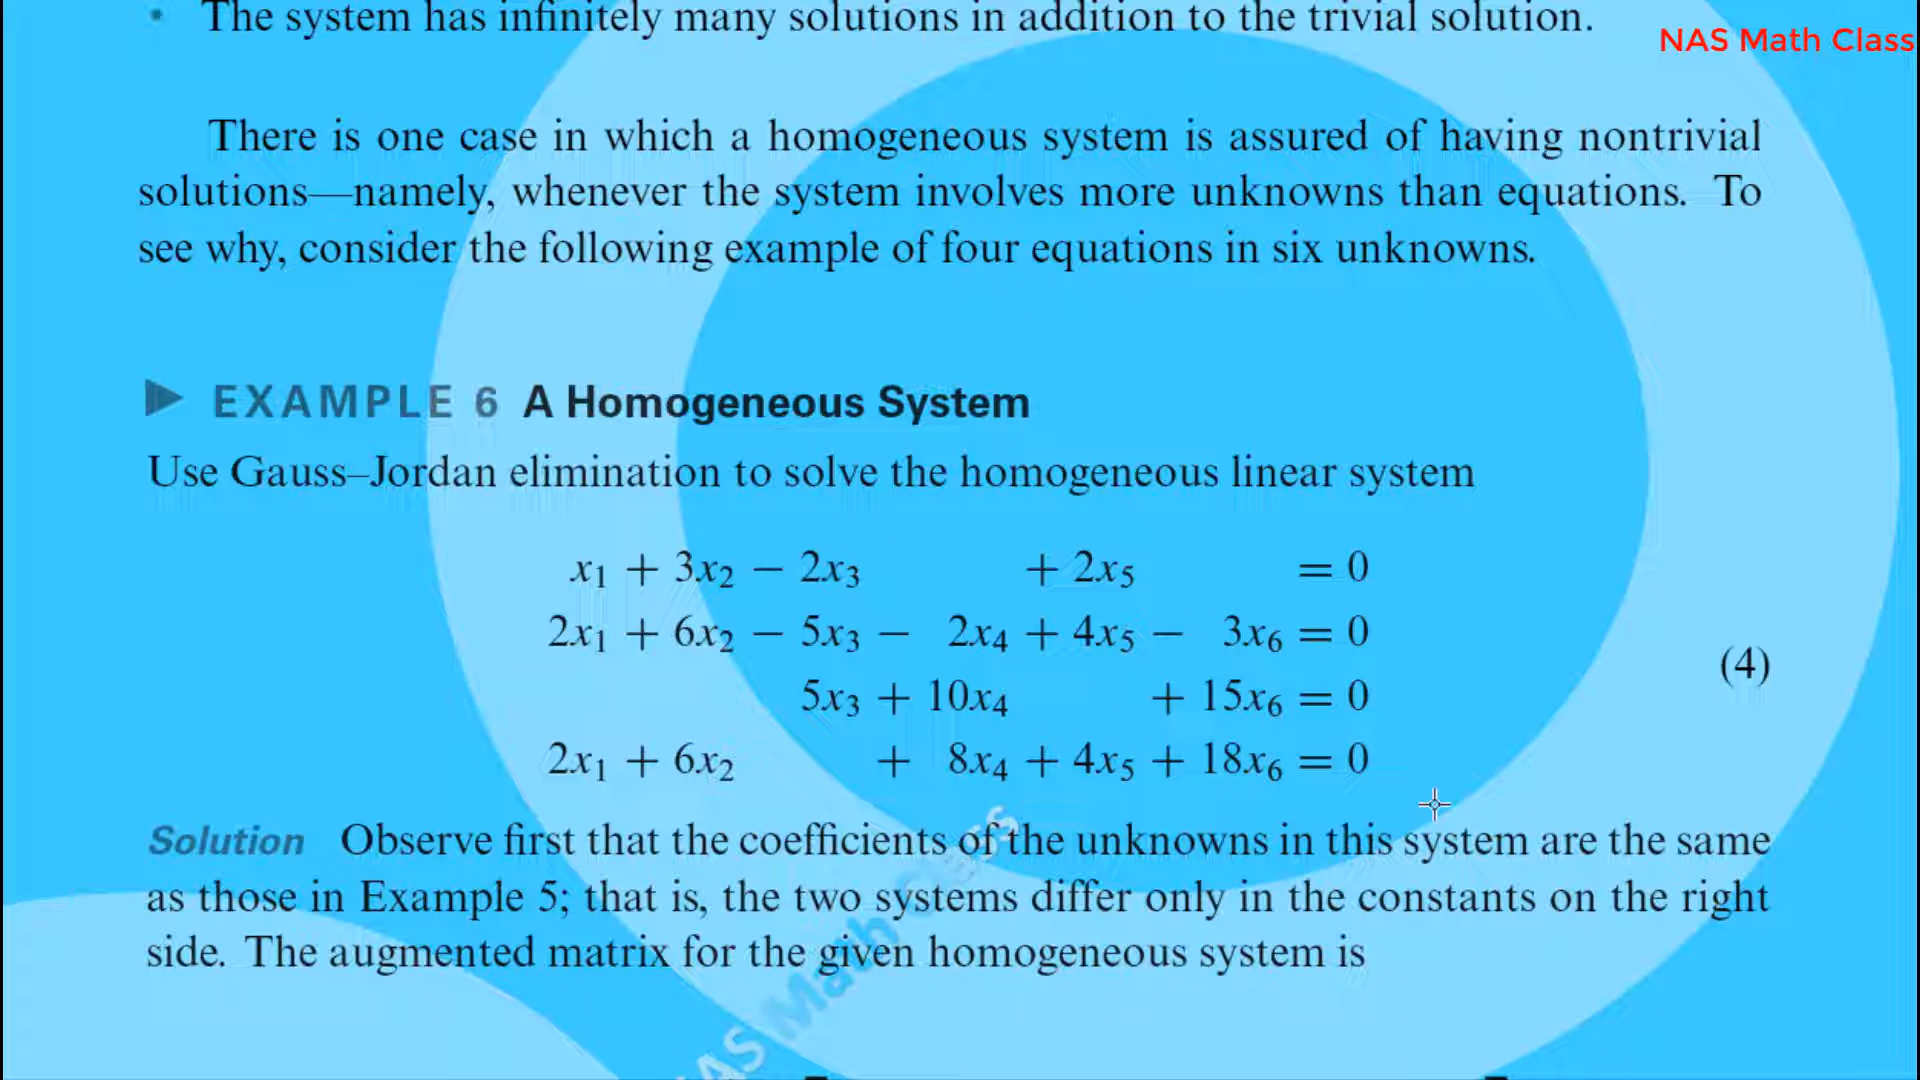 • The system has infinitely many solutions in addition to the trivial solution.
NAS Math Class
There is one case in which a homogeneous system is assured of having nontrivial
solutions—namely, whenever the system involves more unknowns than equations. To
see why, consider the following example of four equations in six unknowns.
▶ EXAMPLE 6 A Homogeneous System
Use Gauss–Jordan elimination to solve the homogeneous linear system
x₁ + 3x₂ − 2x₃ + 2x₅ = 0
2x₁ + 6x₂ − 5x₃ − 2x₄ + 4x₅ − 3x₆ = 0
(4)
5x₃ + 10x₄ + 15x₆ = 0
2x₁ + 6x₂ + 8x₄ + 4x₅ + 18x₆ = 0
Solution Observe first that the coefficients of the unknowns in this system are the same
as those in Example 5; that is, the two systems differ only in the constants on the right
side. The augmented matrix for the given homogeneous system is
NAS Math Class